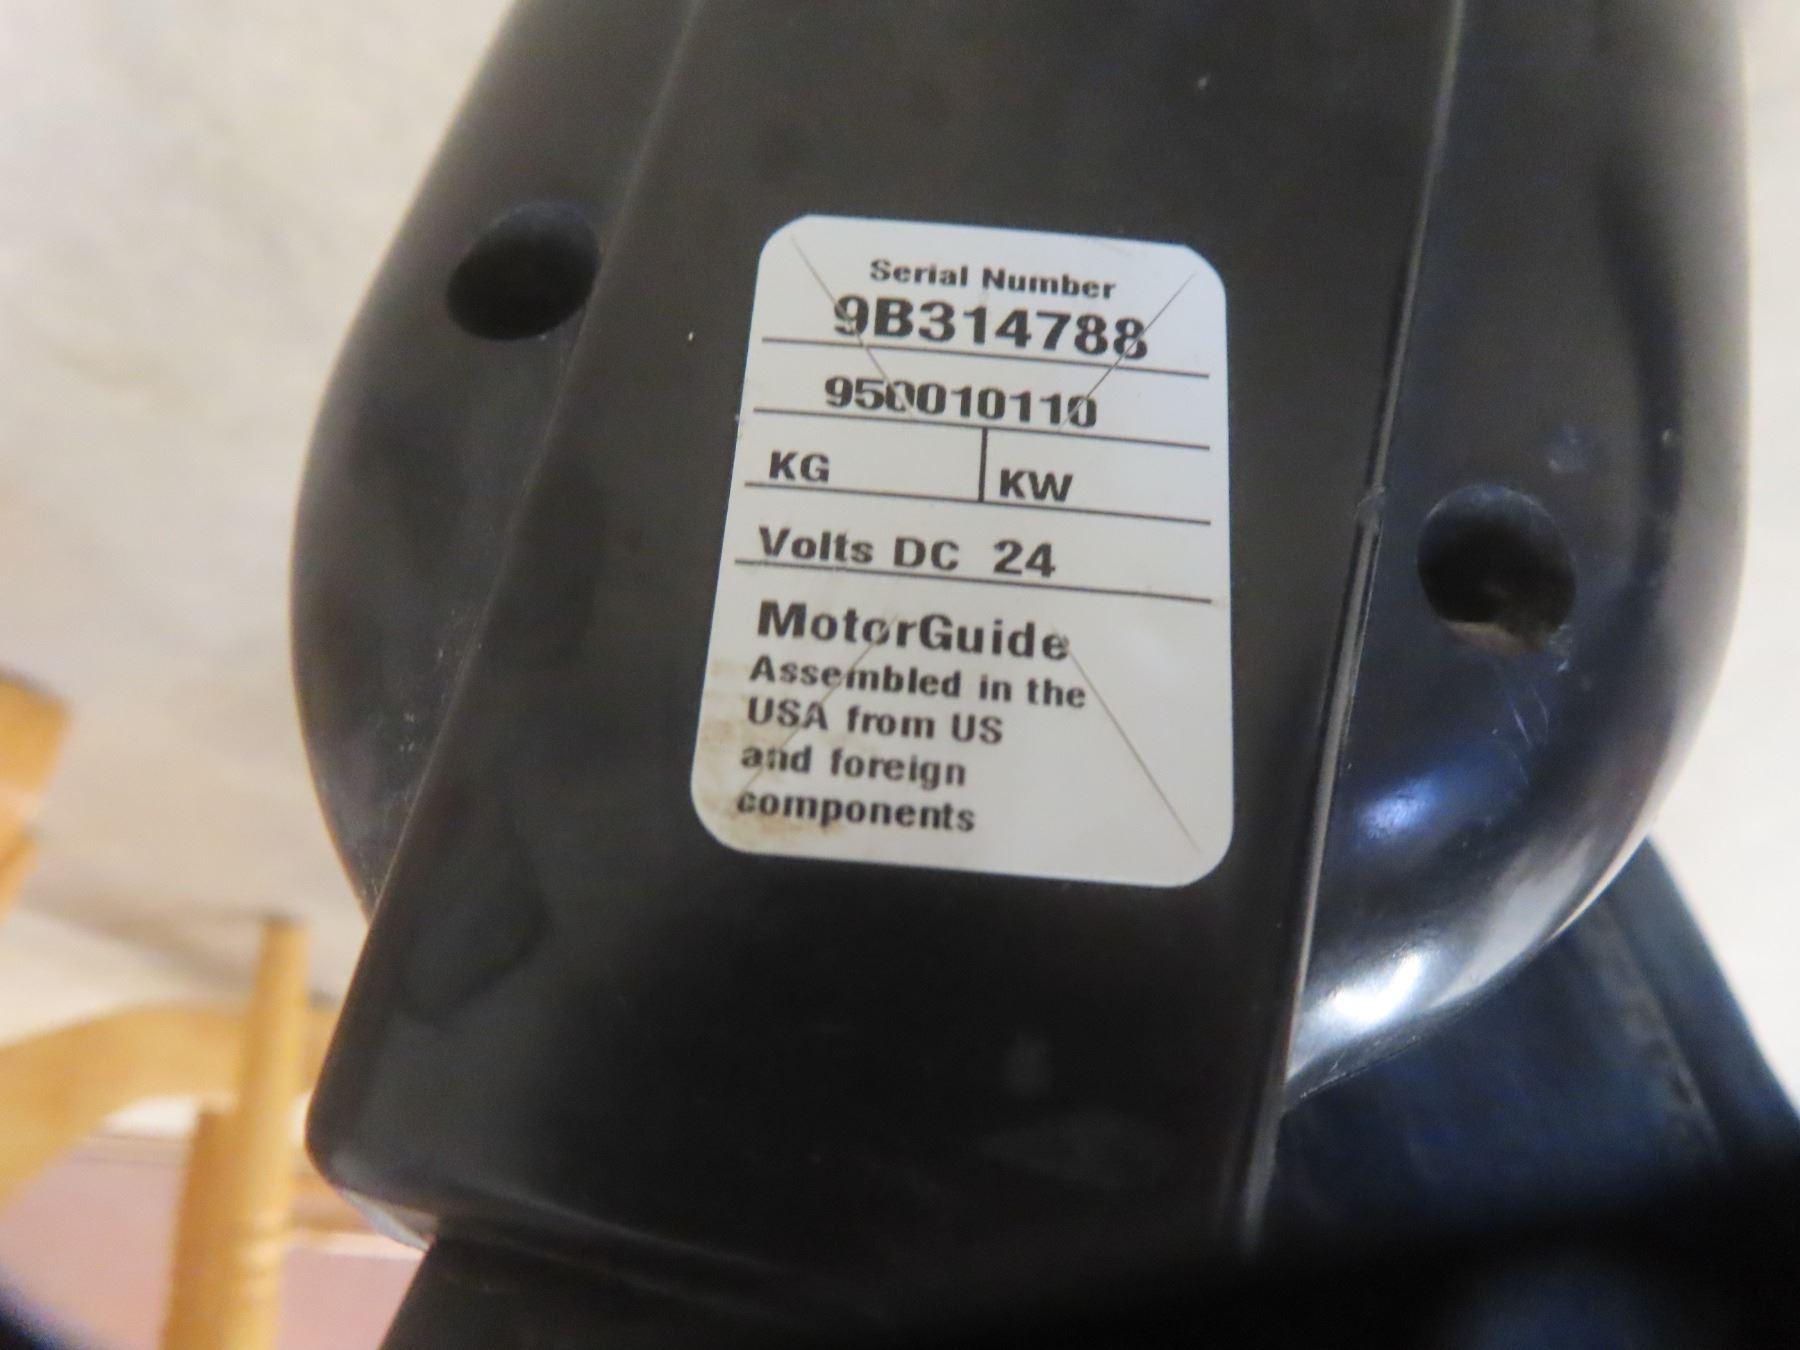 Serial Number
9B314788
950010110
KG KW
Volts DC 24
MotorGuide
Assembled in the
USA from US
and foreign
components